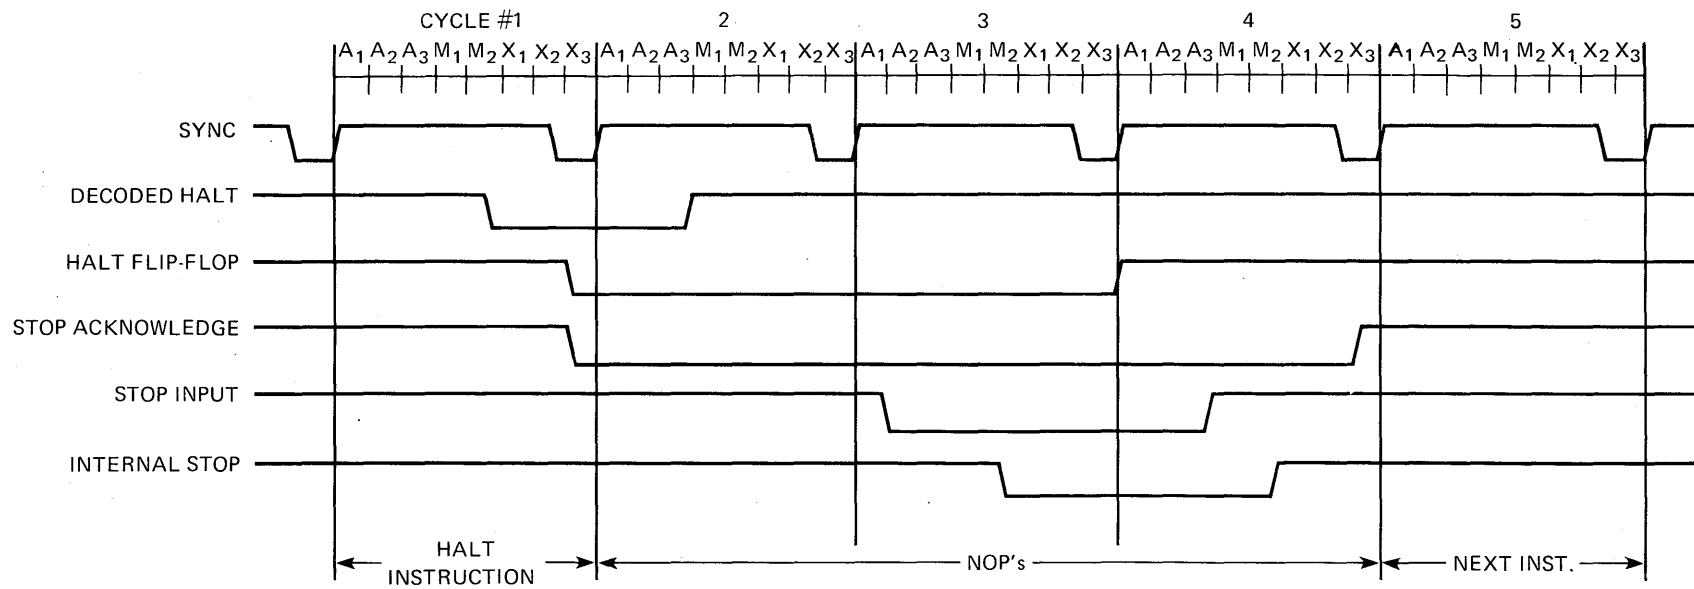 CYCLE #1 2 3 4 5
A1 A2 A3 M1 M2 X1 X2 X3 A1 A2 A3 M1 M2 X1 X2 X3 A1 A2 A3 M1 M2 X1 X2 X3 A1 A2 A3 M1 M2 X1 X2 X3 A1 A2 A3 M1 M2 X1 X2 X3
SYNC
DECODED HALT
HALT FLIP-FLOP
STOP ACKNOWLEDGE
STOP INPUT
INTERNAL STOP
HALT
INSTRUCTION
NOP's
NEXT INST.